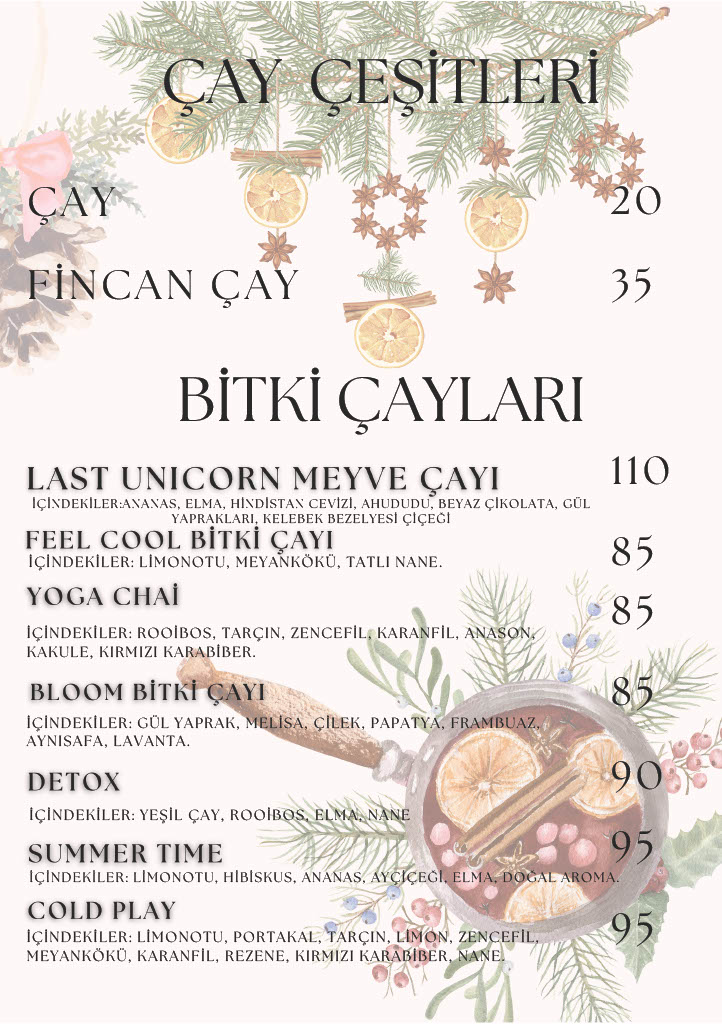 ÇAY ÇEŞİTLERİ
ÇAY 20
FİNCAN ÇAY 35
BİTKİ ÇAYLARI
LAST UNICORN MEYVE ÇAYI 110
İÇİNDEKİLER:ANANAS, ELMA, HİNDİSTAN CEVİZİ, AHUDUDU, BEYAZ ÇİKOLATA, GÜL
YAPRAKLARI, KELEBEK BEZELYESİ ÇİÇEĞİ
FEEL COOL BİTKİ ÇAYI 85
İÇİNDEKİLER: LİMONOTU, MEYANKÖKÜ, TATLI NANE.
YOGA CHAİ 85
İÇİNDEKİLER: ROOİBOS, TARÇIN, ZENCEFİL, KARANFİL, ANASON,
KAKULE, KIRMIZI KARABİBER.
BLOOM BİTKİ ÇAYI 85
İÇİNDEKİLER: GÜL YAPRAK, MELİSA, ÇİLEK, PAPATYA, FRAMBUAZ,
AYNISAFA, LAVANTA.
DETOX 90
İÇİNDEKİLER: YEŞİL ÇAY, ROOİBOS, ELMA, NANE
SUMMER TIME 95
İÇİNDEKİLER: LİMONOTU, HİBİSKUS, ANANAS, AYÇİÇEĞİ, ELMA, DOĞAL AROMA.
COLD PLAY 95
İÇİNDEKİLER: LİMONOTU, PORTAKAL, TARÇIN, LİMON, ZENCEFİL,
MEYANKÖKÜ, KARANFİL, REZENE, KIRMIZI KARABİBER, NANE.